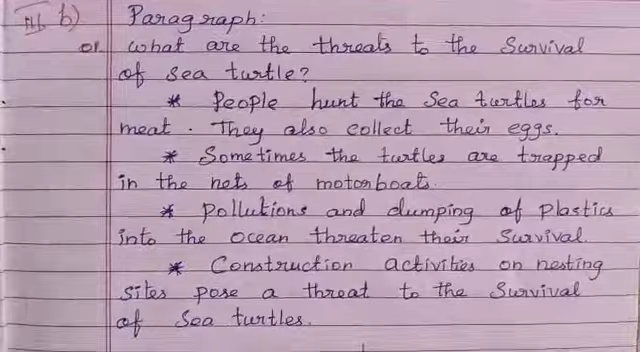 III. b) Paragraph:
01. What are the threats to the Survival
of sea turtle?
* People hunt the Sea turtles for
meat. They also collect their eggs.
* Sometimes the turtles are trapped
in the nets of motorboats.
* Pollutions and dumping of Plastics
into the ocean threaten their Survival.
* Construction activities on nesting
Sites pose a threat to the Survival
of Sea turtles.